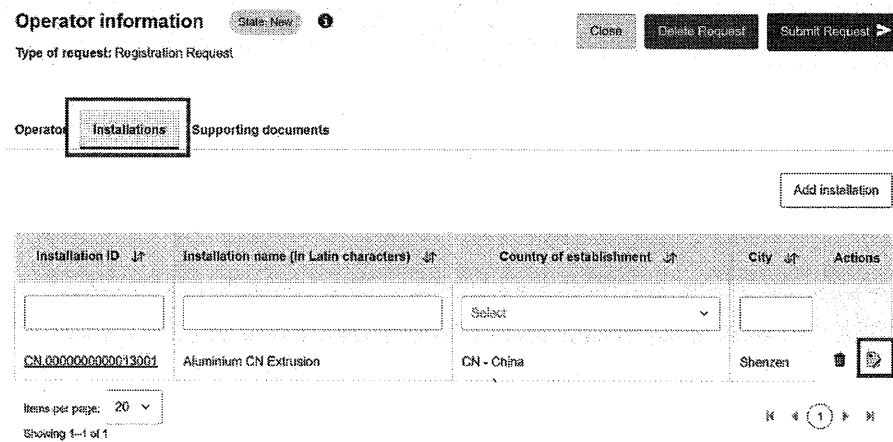 Operator information State: New
Close Delete Request Submit Request
Type of request: Registration Request
Operator Installations Supporting documents
Add installation
Installation ID Installation name (in Latin characters) Country of establishment City Actions
Select
CN.0000000000013001 Aluminium CN Extrusion CN - China Shenzen
Items per page: 20
1
Showing 1–1 of 1